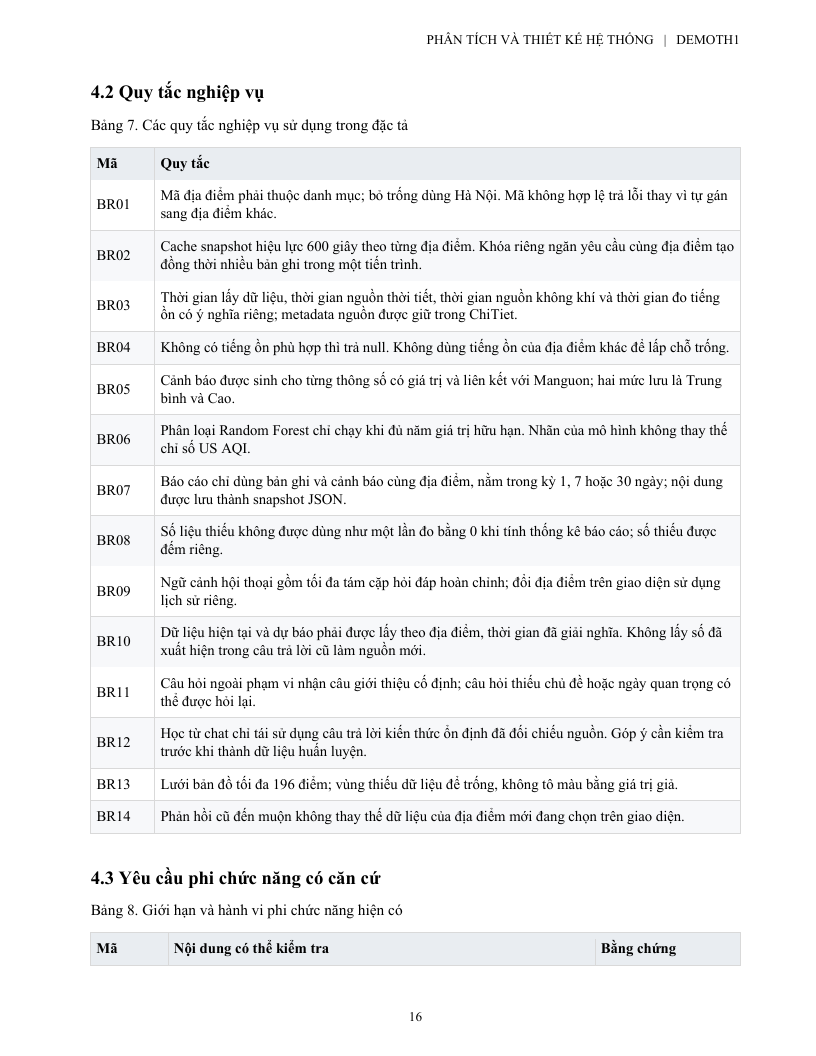 PHÂN TÍCH VÀ THIẾT KẾ HỆ THỐNG | DEMOTH1
4.2 Quy tắc nghiệp vụ
Bảng 7. Các quy tắc nghiệp vụ sử dụng trong đặc tả
Mã Quy tắc
BR01 Mã địa điểm phải thuộc danh mục; bỏ trống dùng Hà Nội. Mã không hợp lệ trả lỗi thay vì tự gán
sang địa điểm khác.
BR02 Cache snapshot hiệu lực 600 giây theo từng địa điểm. Khóa riêng ngăn yêu cầu cùng địa điểm tạo
đồng thời nhiều bản ghi trong một tiến trình.
BR03 Thời gian lấy dữ liệu, thời gian nguồn thời tiết, thời gian nguồn không khí và thời gian đo tiếng
ồn có ý nghĩa riêng; metadata nguồn được giữ trong ChiTiet.
BR04 Không có tiếng ồn phù hợp thì trả null. Không dùng tiếng ồn của địa điểm khác để lấp chỗ trống.
BR05 Cảnh báo được sinh cho từng thông số có giá trị và liên kết với Manguon; hai mức lưu là Trung
bình và Cao.
BR06 Phân loại Random Forest chỉ chạy khi đủ năm giá trị hữu hạn. Nhãn của mô hình không thay thế
chỉ số US AQI.
BR07 Báo cáo chỉ dùng bản ghi và cảnh báo cùng địa điểm, nằm trong kỳ 1, 7 hoặc 30 ngày; nội dung
được lưu thành snapshot JSON.
BR08 Số liệu thiếu không được dùng như một lần đo bằng 0 khi tính thống kê báo cáo; số thiếu được
đếm riêng.
BR09 Ngữ cảnh hội thoại gồm tối đa tám cặp hỏi đáp hoàn chỉnh; đổi địa điểm trên giao diện sử dụng
lịch sử riêng.
BR10 Dữ liệu hiện tại và dự báo phải được lấy theo địa điểm, thời gian đã giải nghĩa. Không lấy số đã
xuất hiện trong câu trả lời cũ làm nguồn mới.
BR11 Câu hỏi ngoài phạm vi nhận câu giới thiệu cố định; câu hỏi thiếu chủ đề hoặc ngày quan trọng có
thể được hỏi lại.
BR12 Học từ chat chỉ tái sử dụng câu trả lời kiến thức ổn định đã đối chiếu nguồn. Góp ý cần kiểm tra
trước khi thành dữ liệu huấn luyện.
BR13 Lưới bản đồ tối đa 196 điểm; vùng thiếu dữ liệu để trống, không tô màu bằng giá trị giả.
BR14 Phản hồi cũ đến muộn không thay thế dữ liệu của địa điểm mới đang chọn trên giao diện.
4.3 Yêu cầu phi chức năng có căn cứ
Bảng 8. Giới hạn và hành vi phi chức năng hiện có
Mã Nội dung có thể kiểm tra Bằng chứng
16